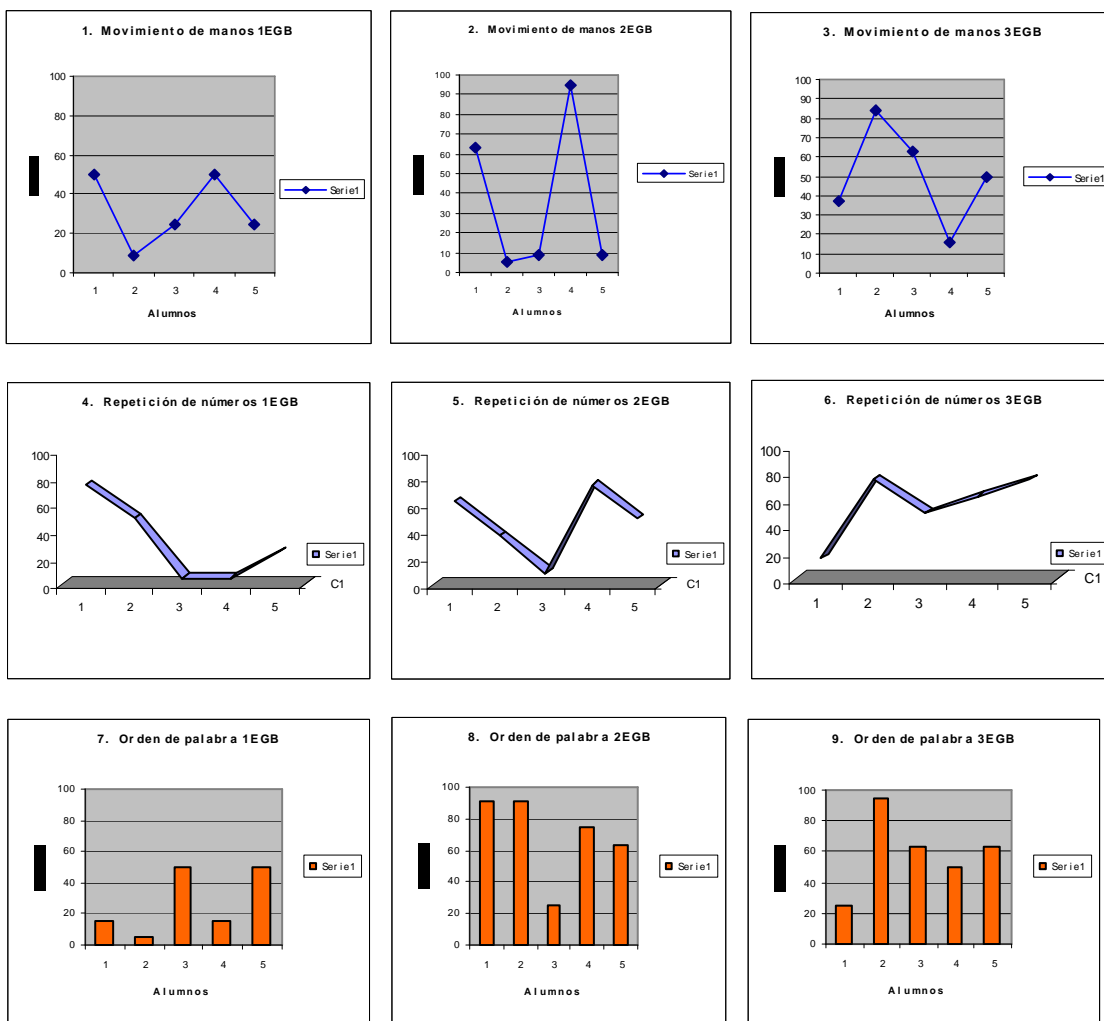 1. Movimiento de manos 1EGB
100
80
60
40
20
0
1 2 3 4 5
Alumnos
Serie1
2. Movimiento de manos 2EGB
100
90
80
70
60
50
40
30
20
10
0
1 2 3 4 5
Alumnos
Serie1
3. Movimiento de manos 3EGB
100
90
80
70
60
50
40
30
20
10
0
1 2 3 4 5
Alumnos
Serie1
4. Repetición de números 1EGB
100
80
60
40
20
0
1 2 3 4 5
C1
Serie1
5. Repetición de números 2EGB
100
80
60
40
20
0
1 2 3 4 5
C1
Serie1
6. Repetición de números 3EGB
100
80
60
40
20
0
1 2 3 4 5
C1
Serie1
7. Orden de palabra 1EGB
100
80
60
40
20
0
1 2 3 4 5
Alumnos
Serie1
8. Orden de palabra 2EGB
100
80
60
40
20
0
1 2 3 4 5
Alumnos
Serie1
9. Orden de palabra 3EGB
100
80
60
40
20
0
1 2 3 4 5
Alumnos
Serie1